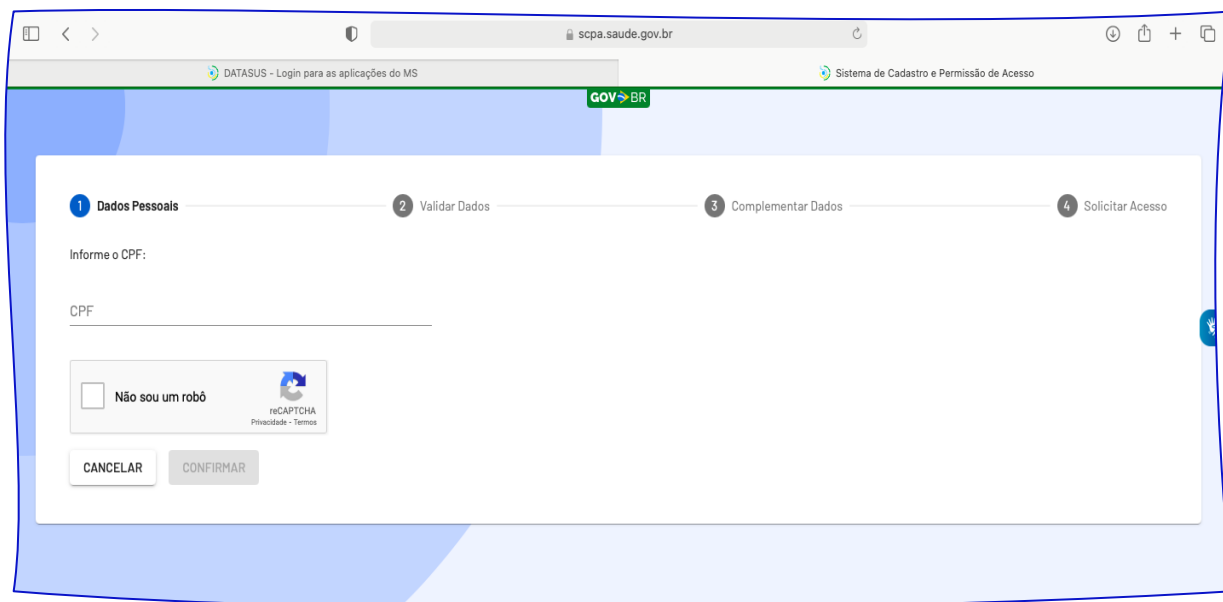 scpa.saude.gov.br
DATASUS - Login para as aplicações do MS
Sistema de Cadastro e Permissão de Acesso
GOV BR
1 Dados Pessoais
2 Validar Dados
3 Complementar Dados
4 Solicitar Acesso
Informe o CPF:
CPF
Não sou um robô
reCAPTCHA
Privacidade - Termos
CANCELAR
CONFIRMAR